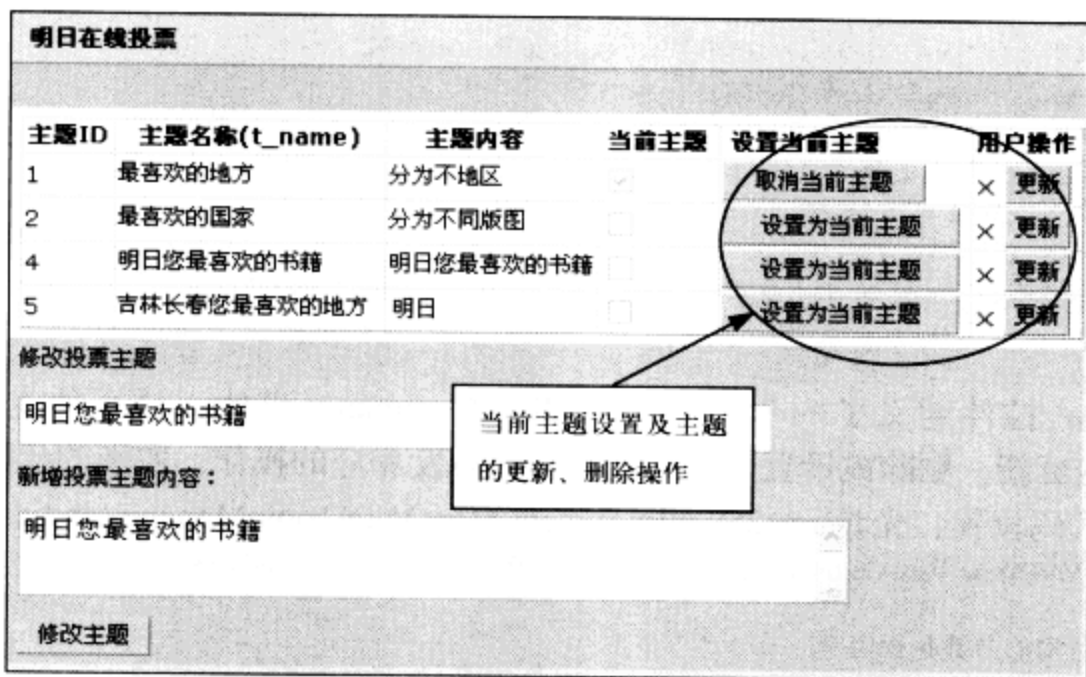 明日在线投票
主题ID 主题名称(t_name) 主题内容 当前主题 设置当前主题 用户操作
1 最喜欢的地方 分为不地区 取消当前主题 × 更新
2 最喜欢的国家 分为不同版图 设置为当前主题 × 更新
4 明日您最喜欢的书籍 明日您最喜欢的书籍 设置为当前主题 × 更新
5 吉林长春您最喜欢的地方 明日 设置为当前主题 × 更新
修改投票主题
明日您最喜欢的书籍
当前主题设置及主题
的更新、删除操作
新增投票主题内容：
明日您最喜欢的书籍
修改主题